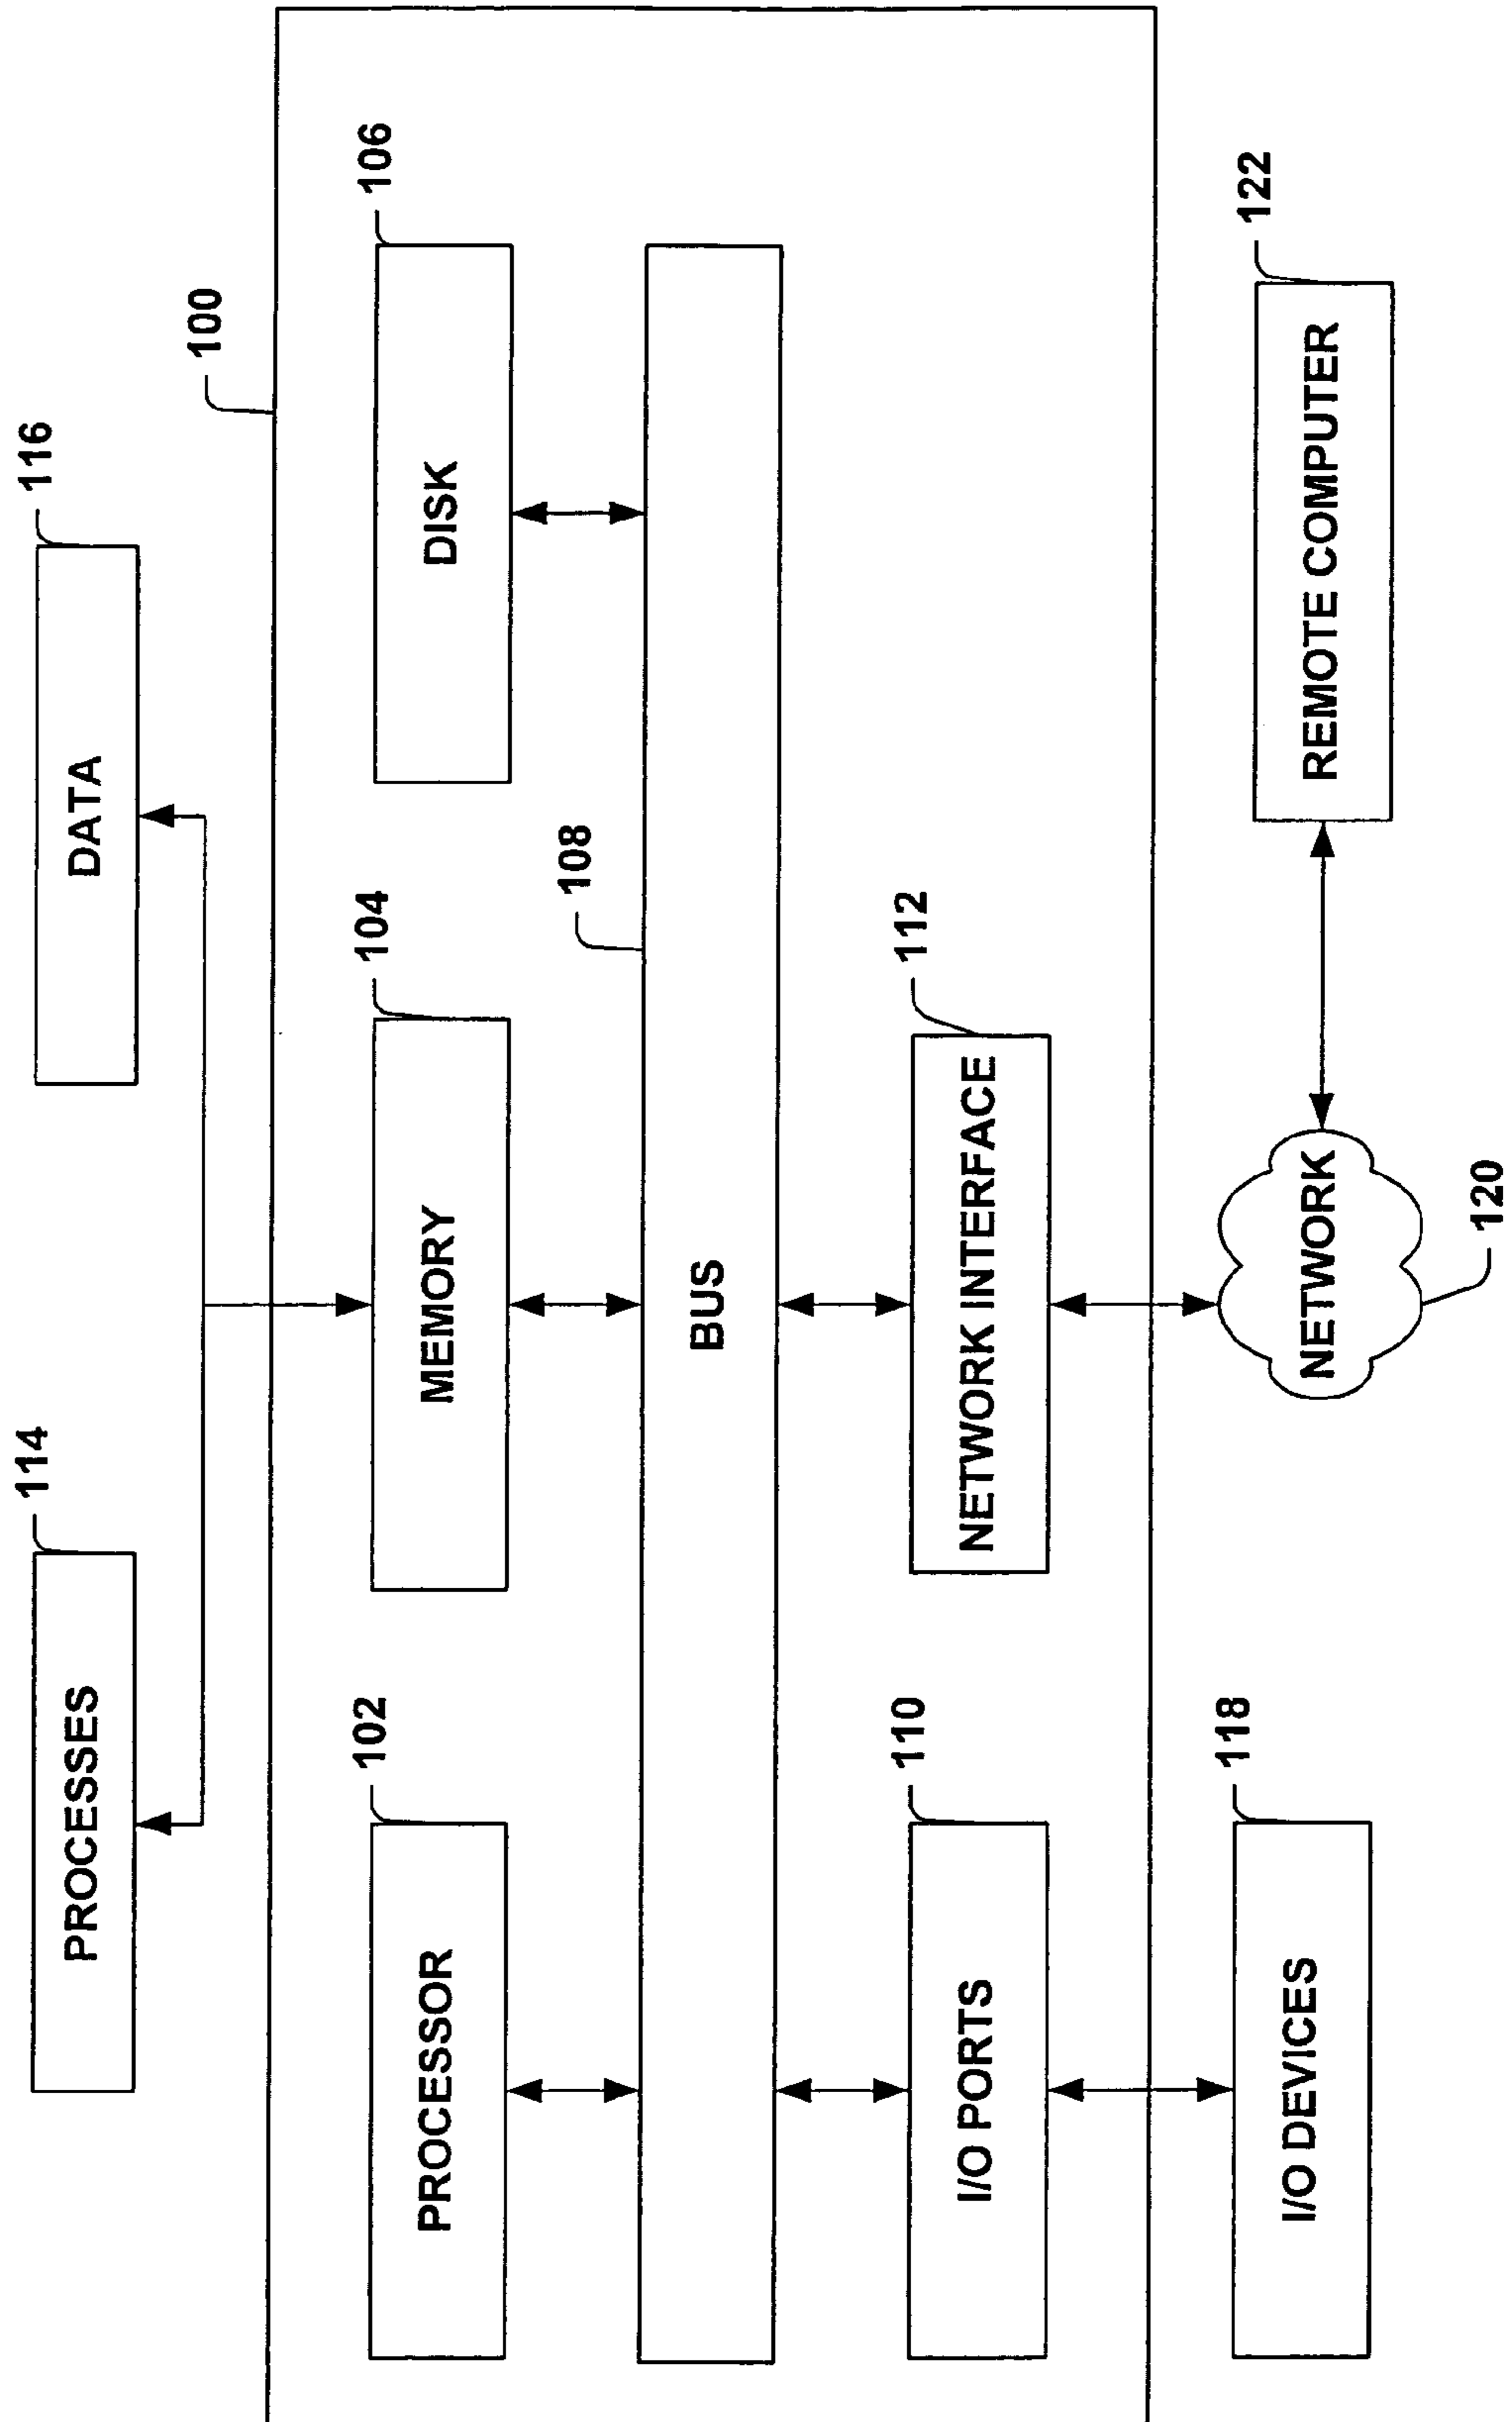 PROCESSES
114
DATA
116
100
PROCESSOR
102
MEMORY
104
DISK
106
108
BUS
I/O PORTS
110
NETWORK INTERFACE
112
I/O DEVICES
118
NETWORK
120
REMOTE COMPUTER
122